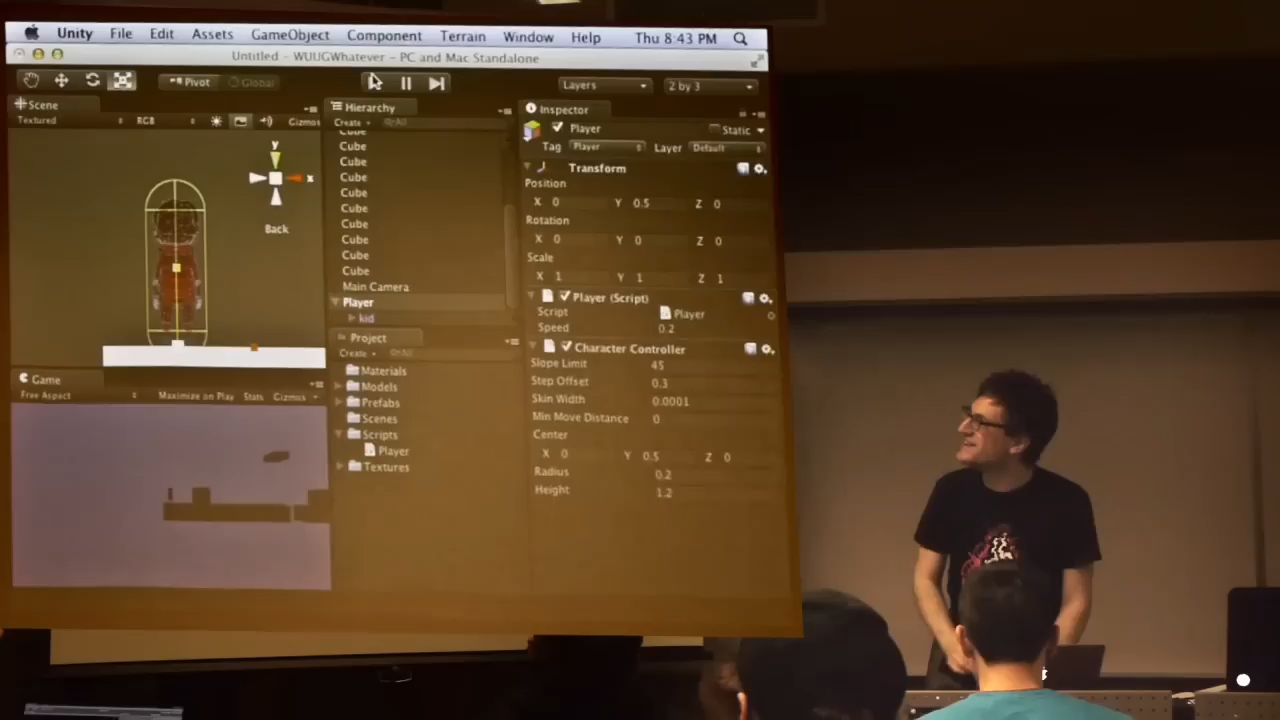 Unity File Edit Assets GameObject Component Terrain Window Help Thu 8:43 PM
Untitled - WUUGWhatever - PC and Mac Standalone
Pivot Global Layers 2 by 3
Scene
Textured RGB Gizmos
y
x
Back
Game
Free Aspect Maximize on Play Stats Gizmos
Hierarchy
Create All
Cube
Cube
Cube
Cube
Cube
Cube
Cube
Cube
Cube
Cube
Main Camera
Player
kid
Project
Create All
Materials
Models
Prefabs
Scenes
Scripts
Player
Textures
Inspector
Player Static
Tag Player Layer Default
Transform
Position
X 0 Y 0.5 Z 0
Rotation
X 0 Y 0 Z 0
Scale
X 1 Y 1 Z 1
Player (Script)
Script Player
Speed 0.2
Character Controller
Slope Limit 45
Step Offset 0.3
Skin Width 0.0001
Min Move Distance 0
Center
X 0 Y 0.5 Z 0
Radius 0.2
Height 1.2